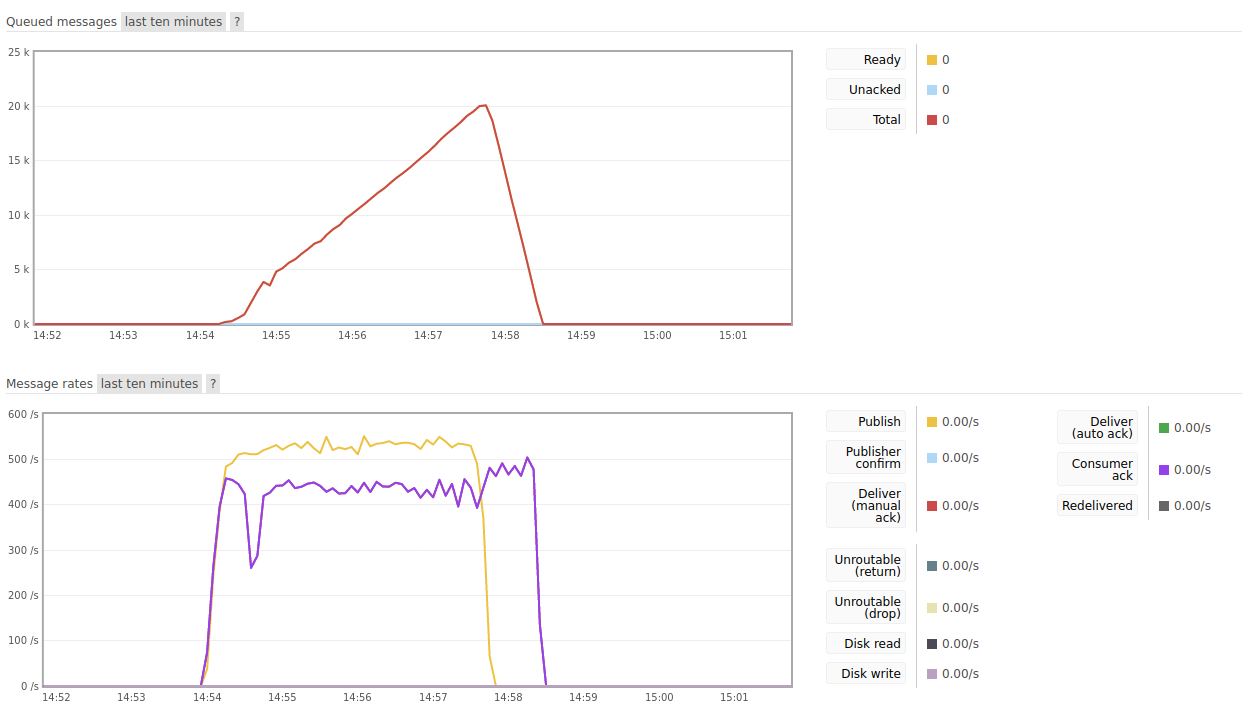 Queued messages last ten minutes ?
25 k
20 k
15 k
10 k
5 k
0 k
14:52 14:53 14:54 14:55 14:56 14:57 14:58 14:59 15:00 15:01
Ready 0
Unacked 0
Total 0
Message rates last ten minutes ?
600 /s
500 /s
400 /s
300 /s
200 /s
100 /s
0 /s
14:52 14:53 14:54 14:55 14:56 14:57 14:58 14:59 15:00 15:01
Publish 0.00/s
Publisher
confirm 0.00/s
Deliver
(manual
ack) 0.00/s
Deliver
(auto ack) 0.00/s
Consumer
ack 0.00/s
Redelivered 0.00/s
Unroutable
(return) 0.00/s
Unroutable
(drop) 0.00/s
Disk read 0.00/s
Disk write 0.00/s